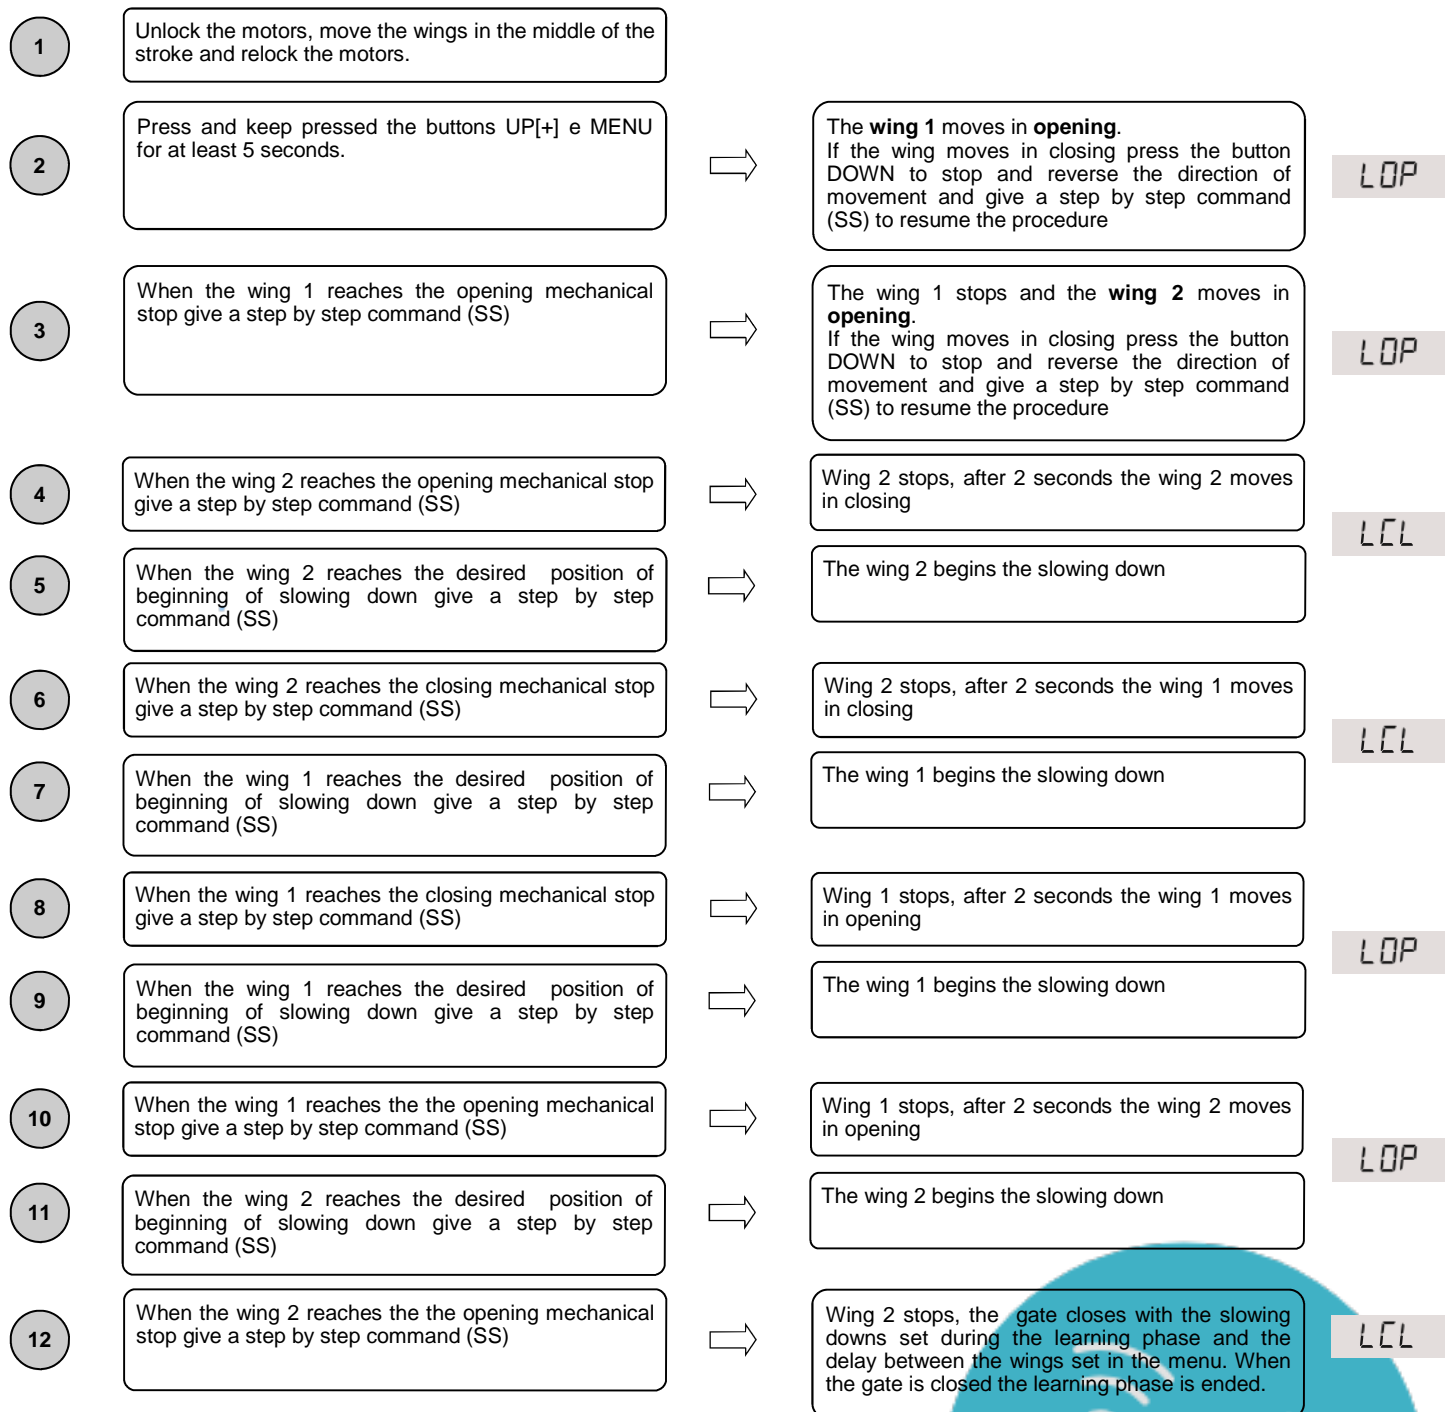 1
Unlock the motors, move the wings in the middle of the
stroke and relock the motors.
2
Press and keep pressed the buttons UP[+] e MENU
for at least 5 seconds.
The wing 1 moves in opening.
If the wing moves in closing press the button
DOWN to stop and reverse the direction of
movement and give a step by step command
(SS) to resume the procedure
LOP
3
When the wing 1 reaches the opening mechanical
stop give a step by step command (SS)
The wing 1 stops and the wing 2 moves in
opening.
If the wing moves in closing press the button
DOWN to stop and reverse the direction of
movement and give a step by step command
(SS) to resume the procedure
LOP
4
When the wing 2 reaches the opening mechanical stop
give a step by step command (SS)
Wing 2 stops, after 2 seconds the wing 2 moves
in closing
LCL
5
When the wing 2 reaches the desired position of
beginning of slowing down give a step by step
command (SS)
The wing 2 begins the slowing down
6
When the wing 2 reaches the closing mechanical stop
give a step by step command (SS)
Wing 2 stops, after 2 seconds the wing 1 moves
in closing
LCL
7
When the wing 1 reaches the desired position of
beginning of slowing down give a step by step
command (SS)
The wing 1 begins the slowing down
8
When the wing 1 reaches the closing mechanical stop
give a step by step command (SS)
Wing 1 stops, after 2 seconds the wing 1 moves
in opening
LOP
9
When the wing 1 reaches the desired position of
beginning of slowing down give a step by step
command (SS)
The wing 1 begins the slowing down
10
When the wing 1 reaches the the opening mechanical
stop give a step by step command (SS)
Wing 1 stops, after 2 seconds the wing 2 moves
in opening
LOP
11
When the wing 2 reaches the desired position of
beginning of slowing down give a step by step
command (SS)
The wing 2 begins the slowing down
12
When the wing 2 reaches the the opening mechanical
stop give a step by step command (SS)
Wing 2 stops, the gate closes with the slowing
downs set during the learning phase and the
delay between the wings set in the menu. When
the gate is closed the learning phase is ended.
LCL